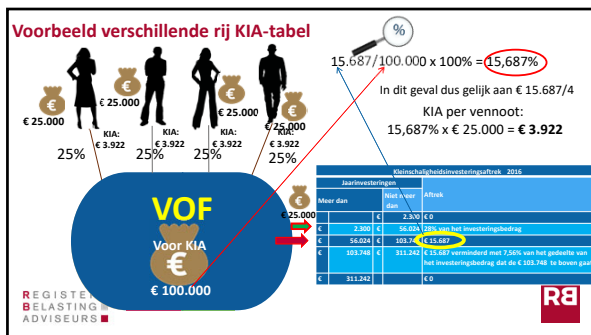 Voorbeeld verschillende rij KIA-tabel
%
15.687/100.000 x 100% = 15,687%
In dit geval dus gelijk aan € 15.687/4
KIA per vennoot:
15,687% x € 25.000 = € 3.922
€
€ 25.000
€
€ 25.000
€
€ 25.000
€
€ 25.000
KIA:
€ 3.922
KIA:
€ 3.922
KIA:
€ 3.922
KIA:
€ 3.922
25%
25%
25%
25%
VOF
Voor KIA
€
€ 100.000
€
€ 25.000
Kleinschaligheidsinvesteringsaftrek 2016
Jaarinvesteringen
Meer dan
Niet meer dan
Aftrek
€ 2.300 € 0
€ 2.300 € 56.024 28% van het investeringsbedrag
€ 56.024 € 103.748 € 15.687
€ 103.748 € 311.242 € 15.687 verminderd met 7,56% van het gedeelte van
het investeringsbedrag dat de € 103.748 te boven gaat
€ 311.242 € 0
REGISTER
BELASTING
ADVISEURS
RB